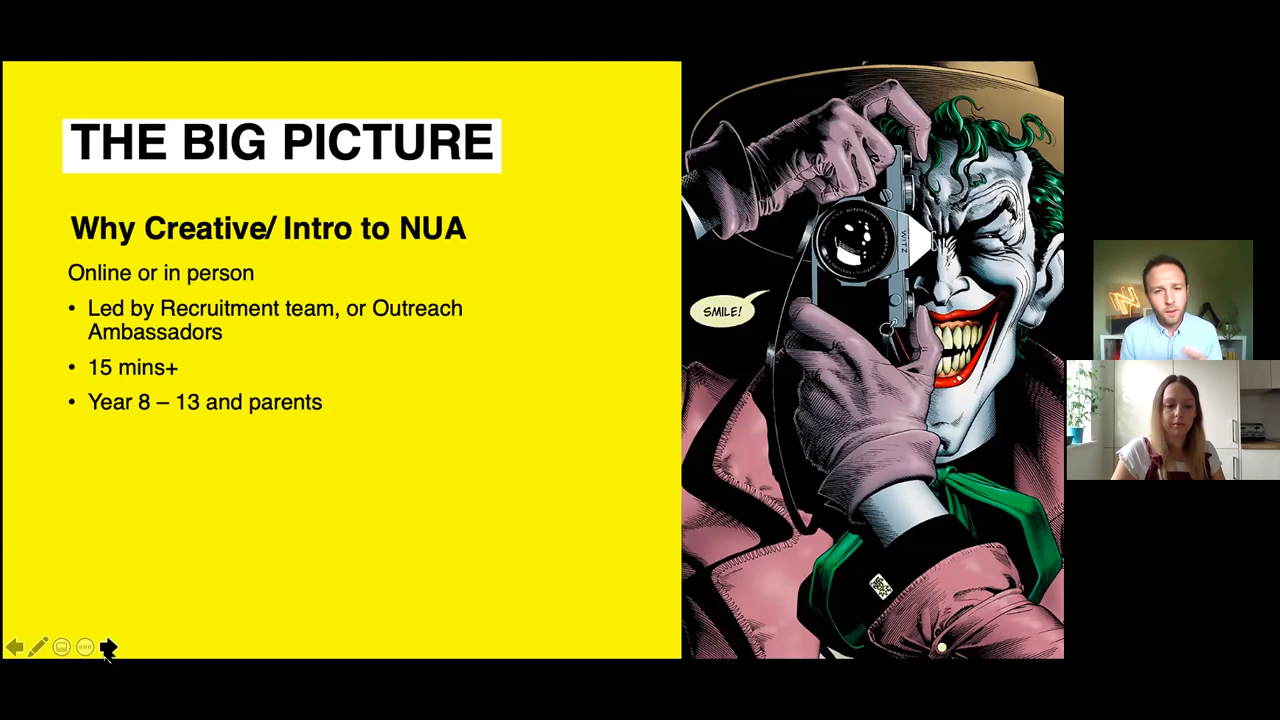 THE BIG PICTURE
Why Creative/ Intro to NUA
Online or in person
• Led by Recruitment team, or Outreach
Ambassadors
• 15 mins+
• Year 8 – 13 and parents
SMILE!
WITZ